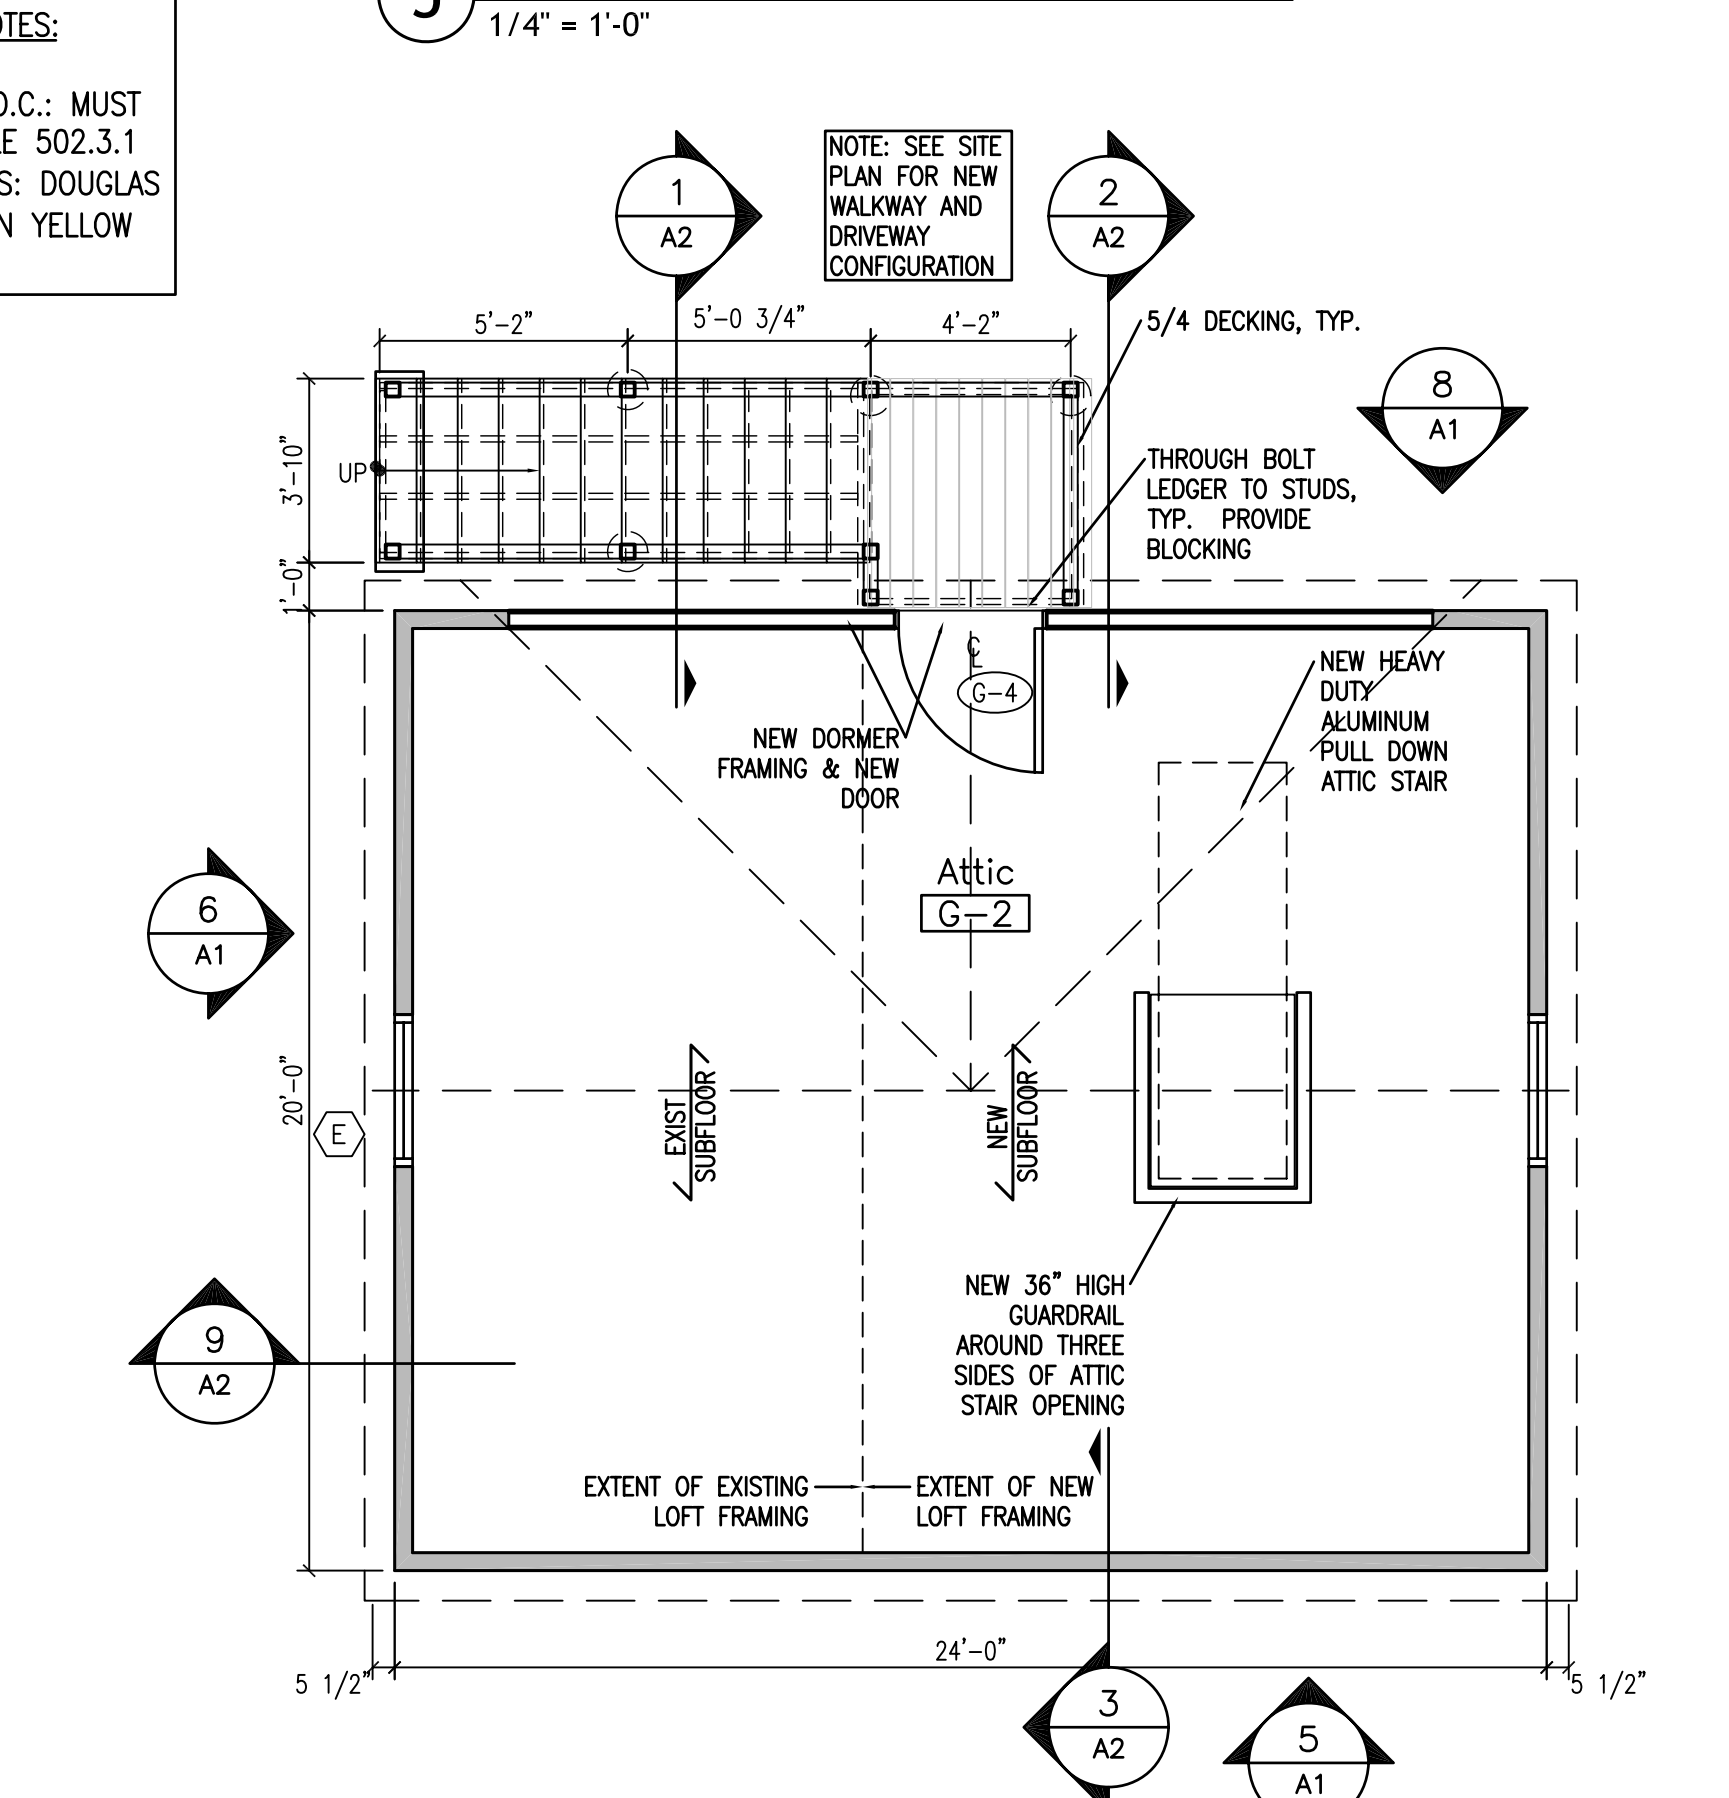 OTES:
O.C.: MUST
LE 502.3.1
S: DOUGLAS
N YELLOW
1/4" = 1'-0"
1
A2
NOTE: SEE SITE
PLAN FOR NEW
WALKWAY AND
DRIVEWAY
CONFIGURATION
2
A2
5'-2"
5'-0 3/4"
4'-2"
5/4 DECKING, TYP.
8
A1
3'-10"
UP
THROUGH BOLT
LEDGER TO STUDS,
TYP. PROVIDE
BLOCKING
1'-0"
CL
G-4
NEW HEAVY
DUTY
ALUMINUM
PULL DOWN
ATTIC STAIR
NEW DORMER
FRAMING & NEW
DOOR
Attic
G-2
6
A1
20'-0"
E
EXIST
SUBFLOOR
NEW
SUBFLOOR
NEW 36" HIGH
GUARDRAIL
AROUND THREE
SIDES OF ATTIC
STAIR OPENING
9
A2
EXTENT OF EXISTING
LOFT FRAMING
EXTENT OF NEW
LOFT FRAMING
24'-0"
5 1/2"
5 1/2"
3
A2
5
A1